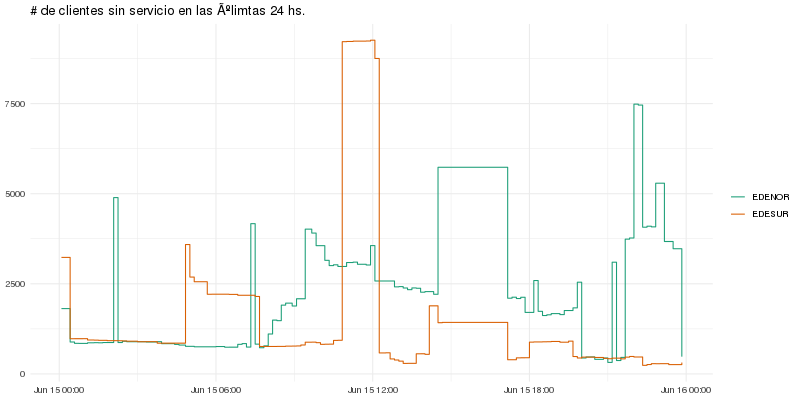 # de clientes sin servicio en las Ãºlimtas 24 hs.
7500
5000
2500
0
Jun 15 00:00
Jun 15 06:00
Jun 15 12:00
Jun 15 18:00
Jun 16 00:00
EDENOR
EDESUR